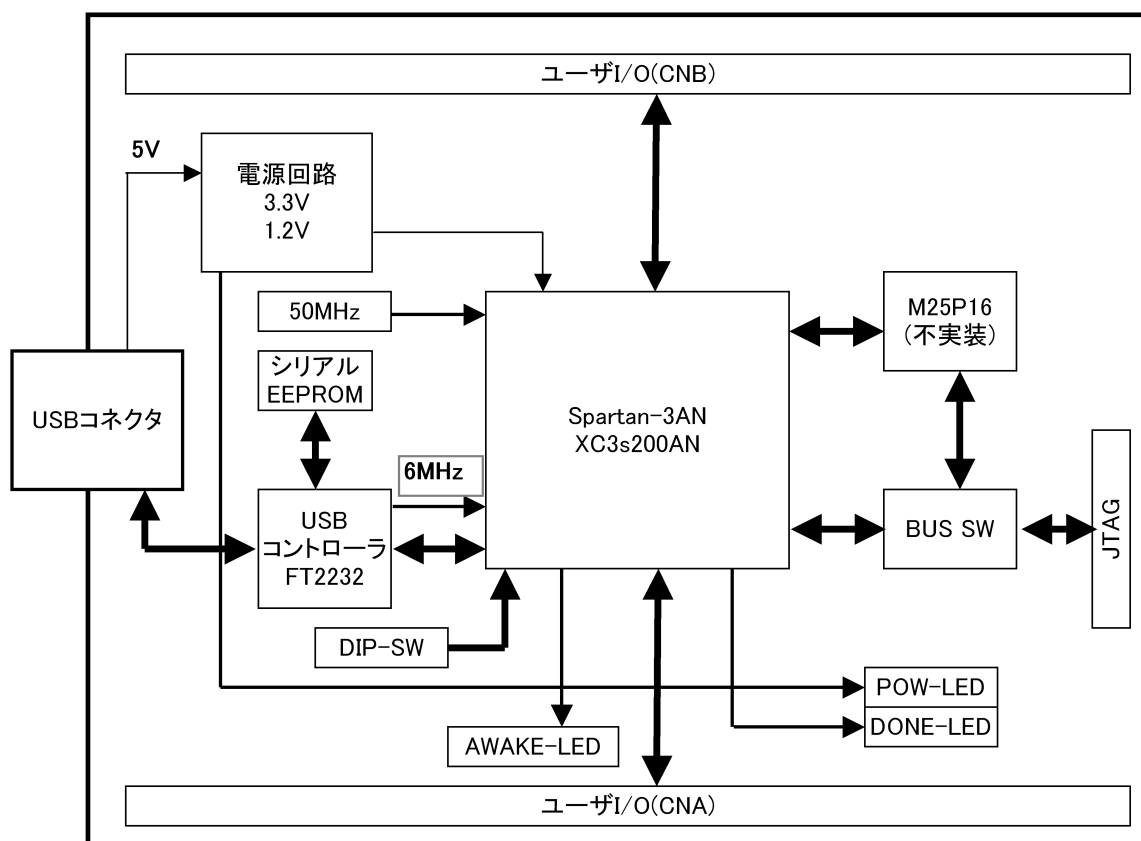 ユーザI/O(CNB)
5V
電源回路
3.3V
1.2V
50MHz
M25P16
(不実装)
シリアル
EEPROM
USBコネクタ
Spartan-3AN
XC3s200AN
6MHz
USB
コントローラ
FT2232
BUS SW
JTAG
DIP-SW
POW-LED
DONE-LED
AWAKE-LED
ユーザI/O(CNA)